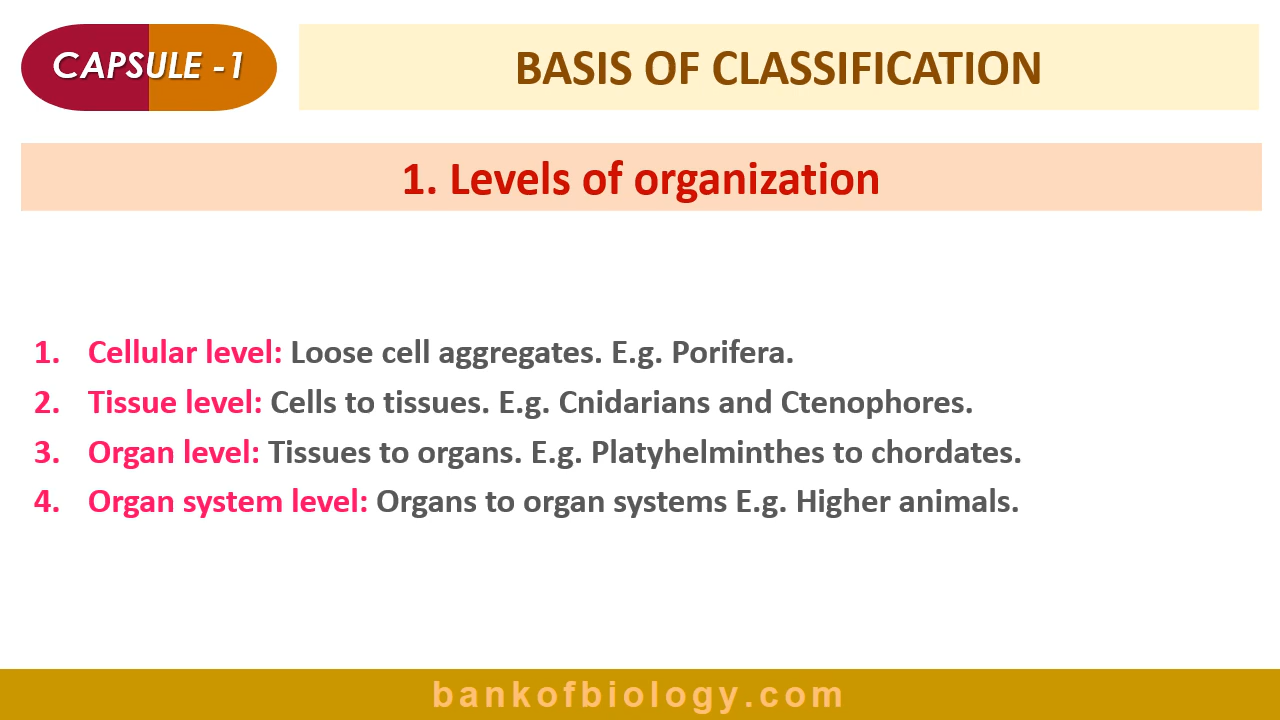 CAPSULE -1
BASIS OF CLASSIFICATION
1. Levels of organization
1. Cellular level: Loose cell aggregates. E.g. Porifera.
2. Tissue level: Cells to tissues. E.g. Cnidarians and Ctenophores.
3. Organ level: Tissues to organs. E.g. Platyhelminthes to chordates.
4. Organ system level: Organs to organ systems E.g. Higher animals.
bankofbiology.com